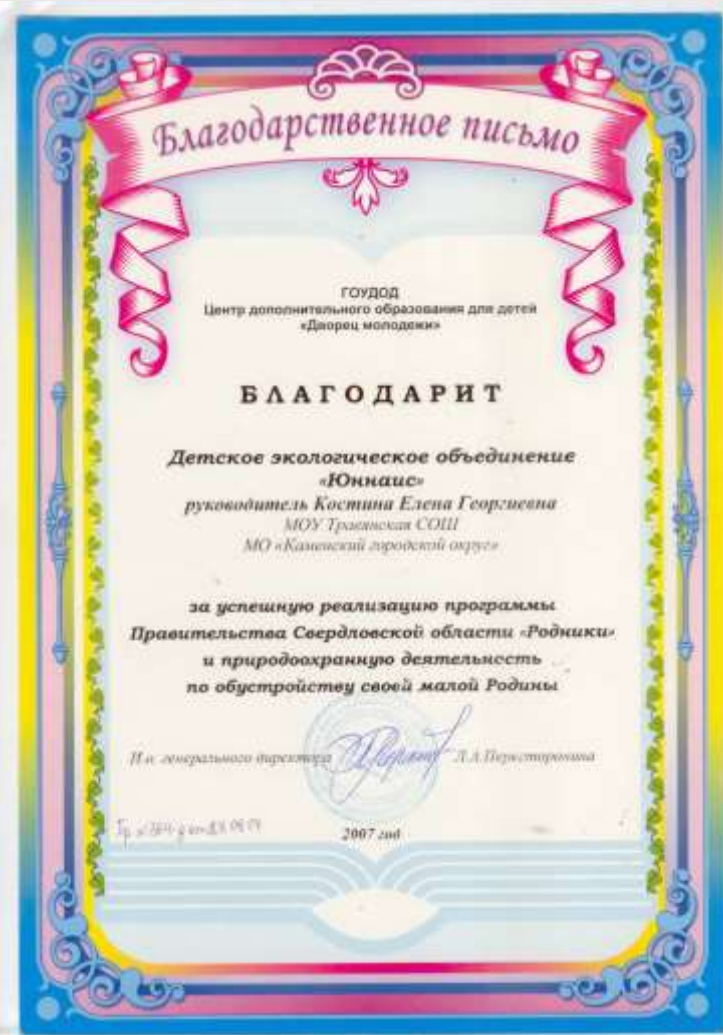 Благодарственное письмо
ГОУДОД
Центр дополнительного образования для детей
«Дворец молодежи»
БЛАГОДАРИТ
Детское экологическое объединение
«Юннаис»
руководитель Костина Елена Георгиевна
МОУ Травянская СОШ
МО «Каменский городской округ»
за успешную реализацию программы
Правительства Свердловской области «Родники»
и природоохранную деятельность
по обустройству своей малой Родины
И.о. генерального директора Л.А.Пересторонина
2007 год